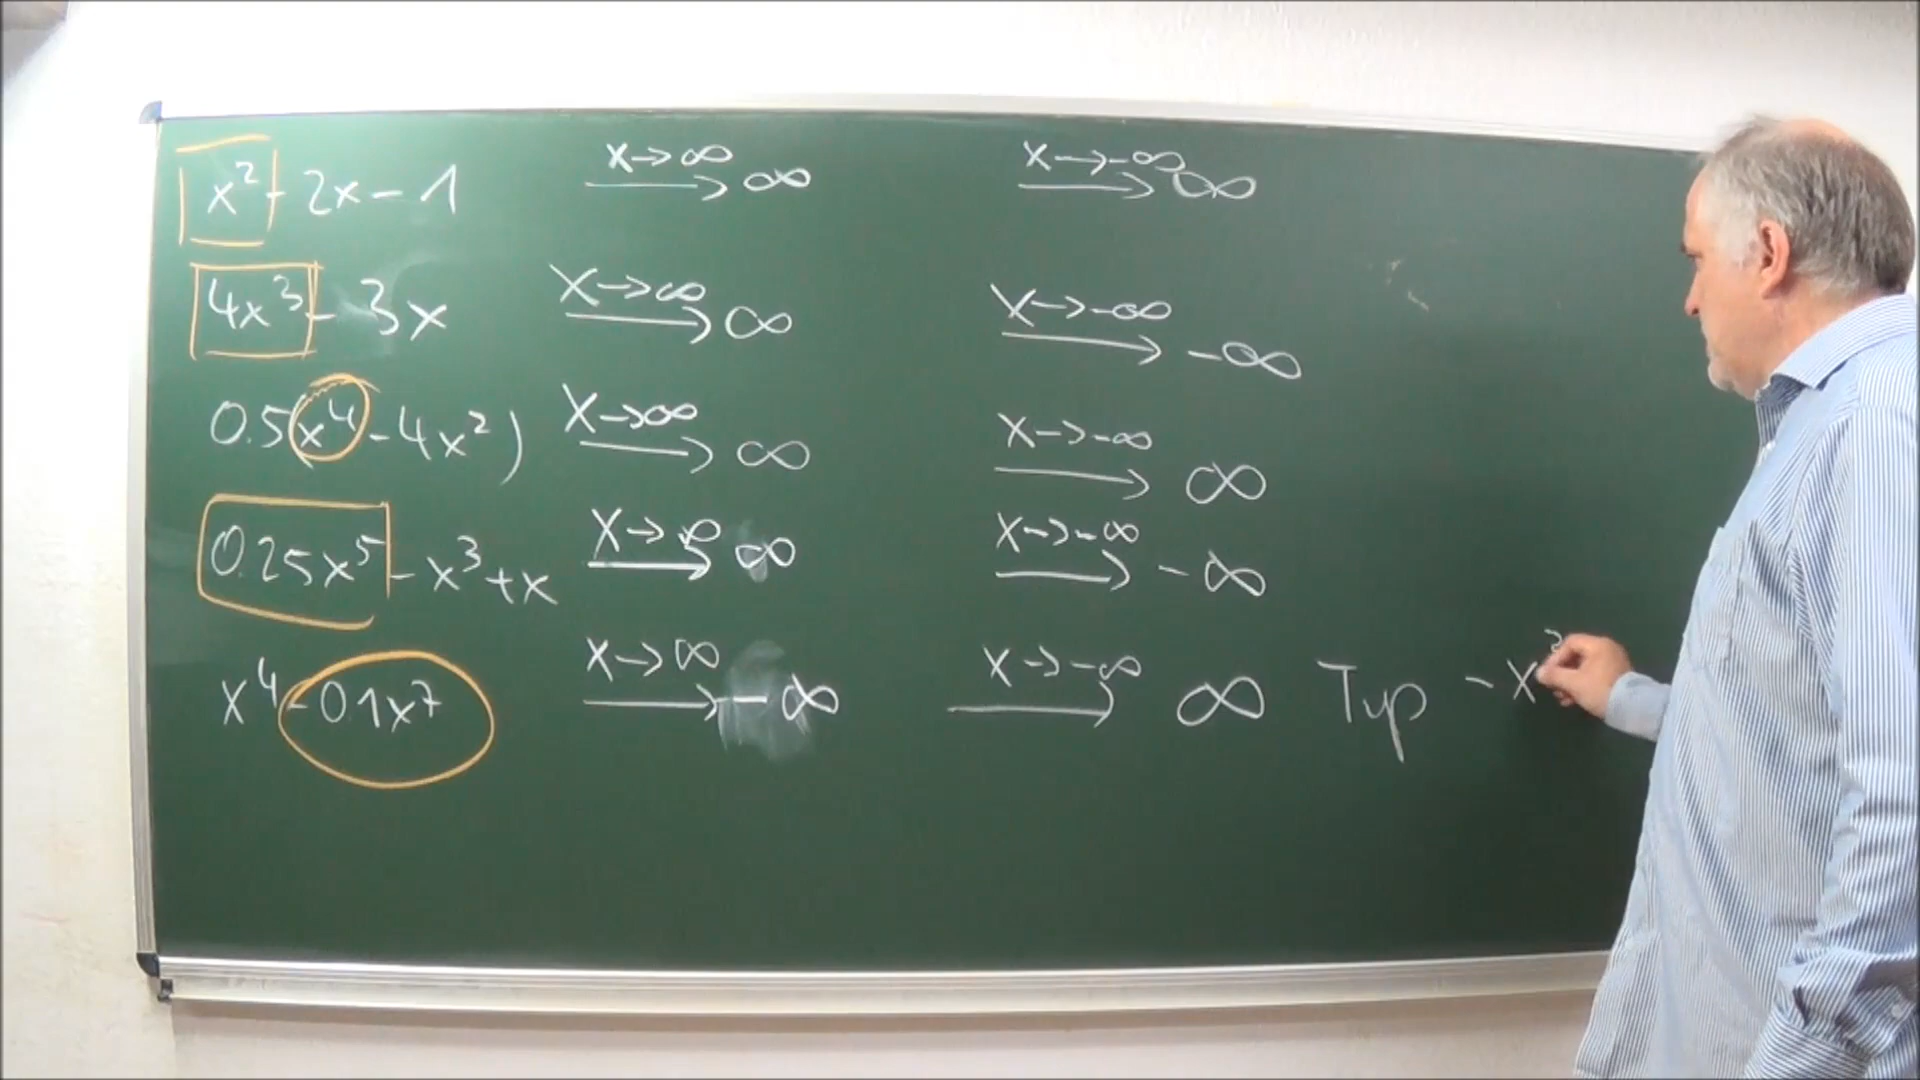 x² - 2x - 1 x→∞ ⟶ ∞ x→-∞ ⟶ ∞
4x³ - 3x x→∞ ⟶ ∞ x→-∞ ⟶ -∞
0.5(x⁴ - 4x²) x→∞ ⟶ ∞ x→-∞ ⟶ ∞
0.25x⁵ - x³ + x x→∞ ⟶ ∞ x→-∞ ⟶ -∞
x⁴ - 0.1x⁷ x→∞ ⟶ -∞ x→-∞ ⟶ ∞ Typ -x